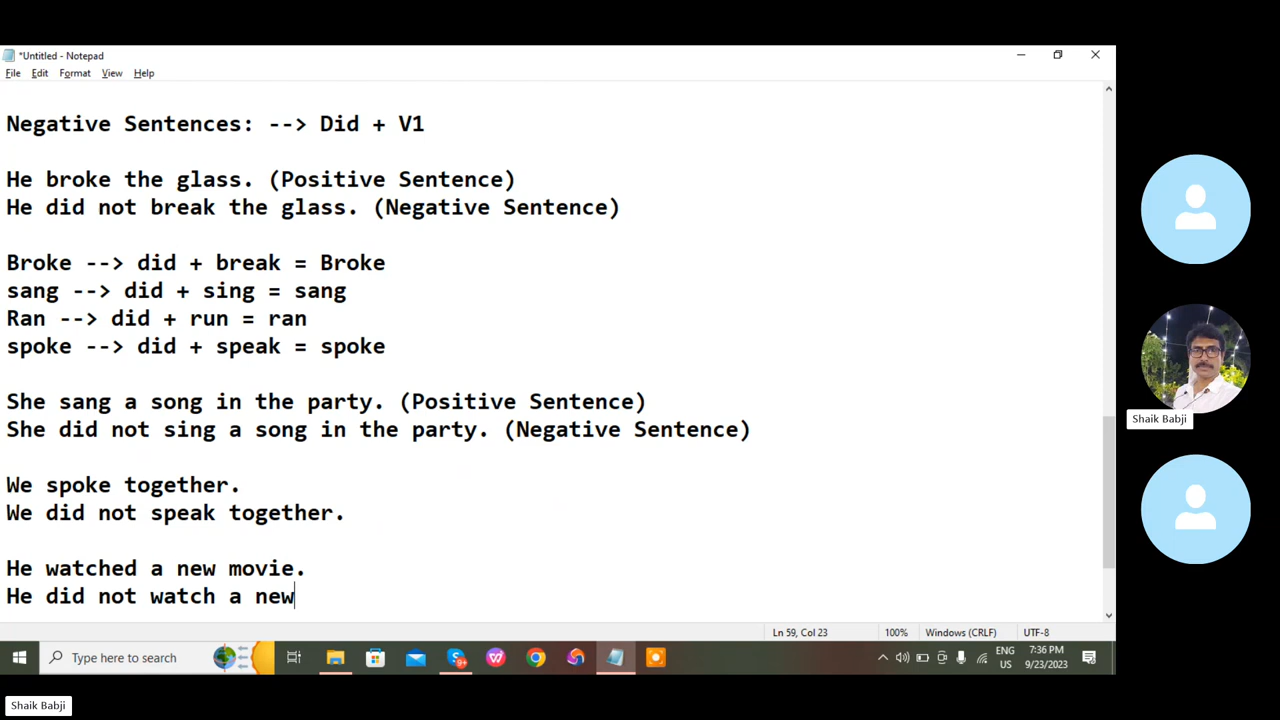 *Untitled - Notepad
File Edit Format View Help
Negative Sentences: --> Did + V1
He broke the glass. (Positive Sentence)
He did not break the glass. (Negative Sentence)
Broke --> did + break = Broke
sang --> did + sing = sang
Ran --> did + run = ran
spoke --> did + speak = spoke
She sang a song in the party. (Positive Sentence)
She did not sing a song in the party. (Negative Sentence)
We spoke together.
We did not speak together.
He watched a new movie.
He did not watch a new
Ln 59, Col 23 100% Windows (CRLF) UTF-8
Type here to search
ENG
US
7:36 PM
9/23/2023
Shaik Babji
Shaik Babji